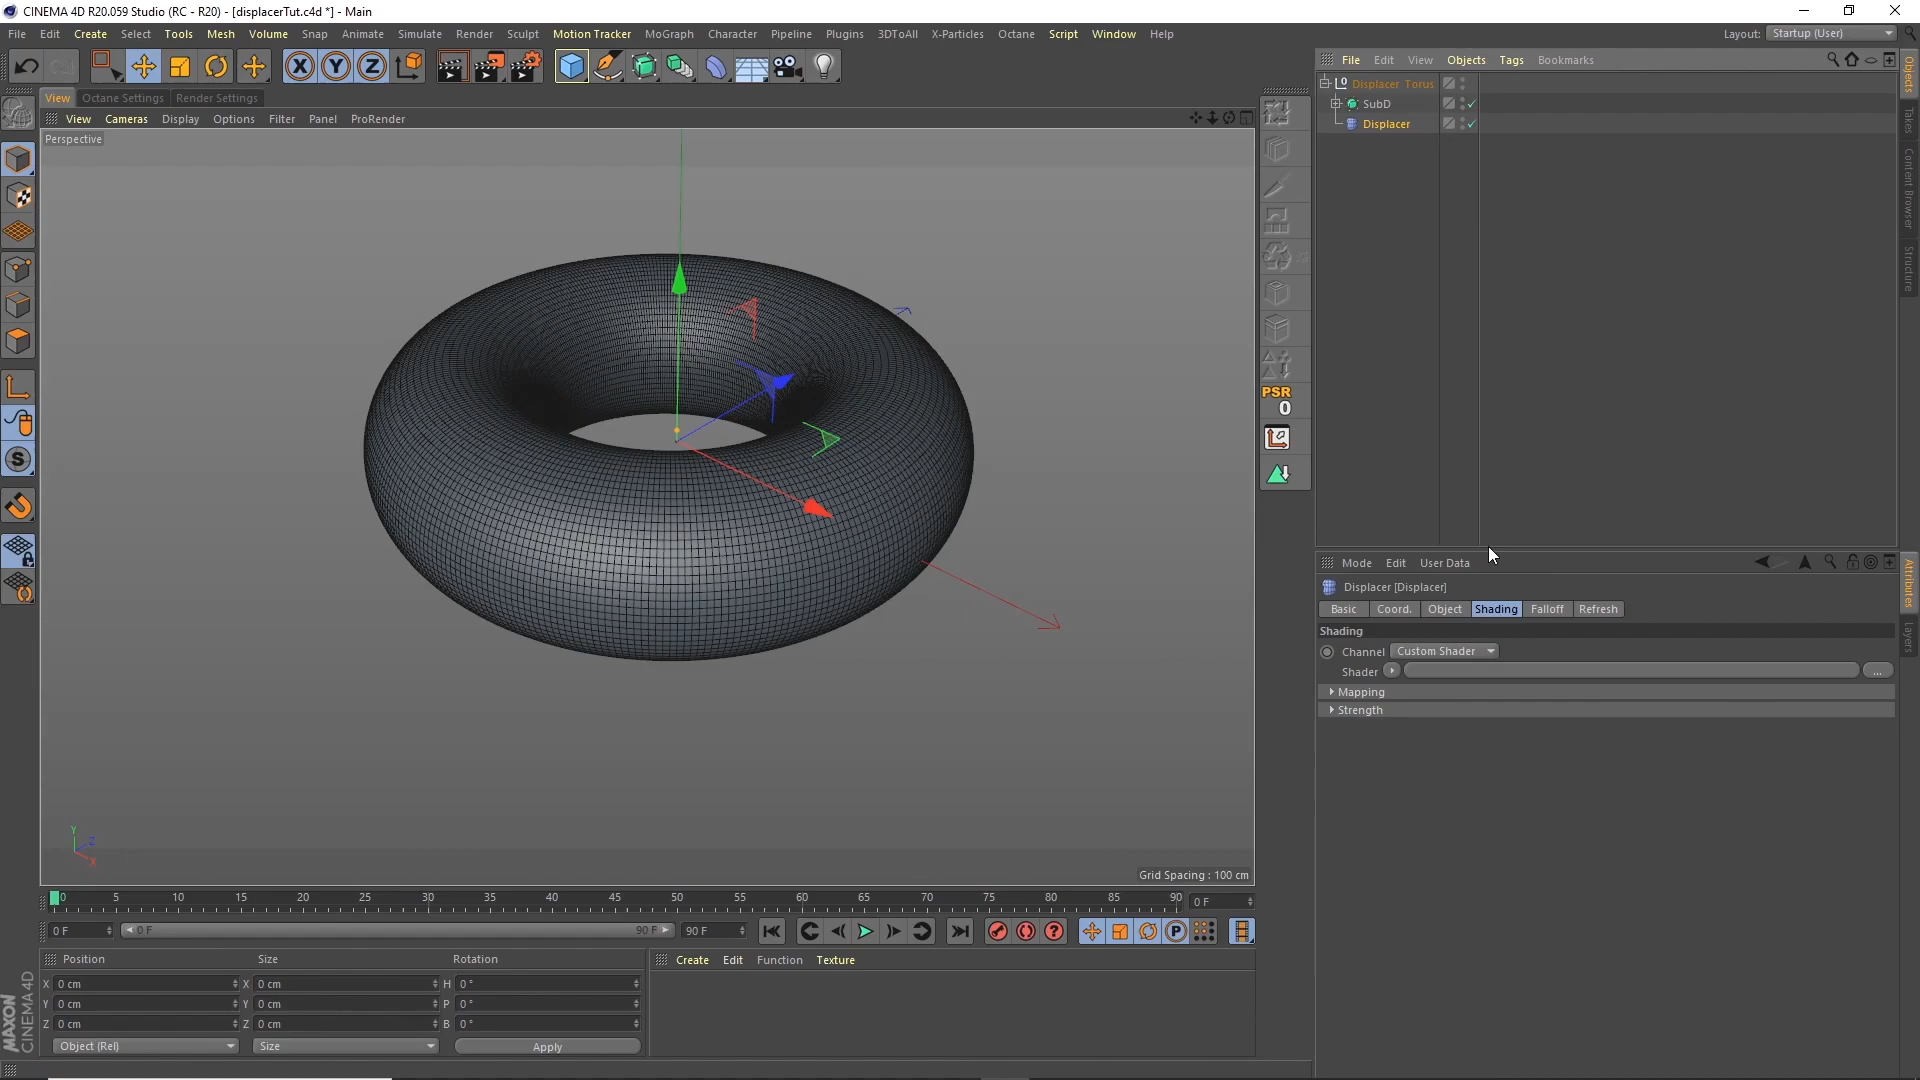 CINEMA 4D R20.059 Studio (RC - R20) - [displacerTut.c4d *] - Main
File Edit Create Select Tools Mesh Volume Snap Animate Simulate Render Sculpt Motion Tracker MoGraph Character Pipeline Plugins 3DToAll X-Particles Octane Script Window Help
Layout: Startup (User)
View Octane Settings Render Settings
View Cameras Display Options Filter Panel ProRender
Perspective
Grid Spacing : 100 cm
Y
Z
X
PSR
0
File Edit View Objects Tags Bookmarks
Displacer Torus
SubD
Displacer
Objects
Takes
Content Browser
Structure
Mode Edit User Data
Displacer [Displacer]
Basic Coord. Object Shading Falloff Refresh
Shading
Channel Custom Shader
Shader ...
Mapping
Strength
Attributes
Layers
0 5 10 15 20 25 30 35 40 45 50 55 60 65 70 75 80 85 90 0 F
0 F 0 F 90 F 90 F
Position Size Rotation
X 0 cm X 0 cm H 0 °
Y 0 cm Y 0 cm P 0 °
Z 0 cm Z 0 cm B 0 °
Object (Rel) Size Apply
Create Edit Function Texture
MAXON
CINEMA 4D